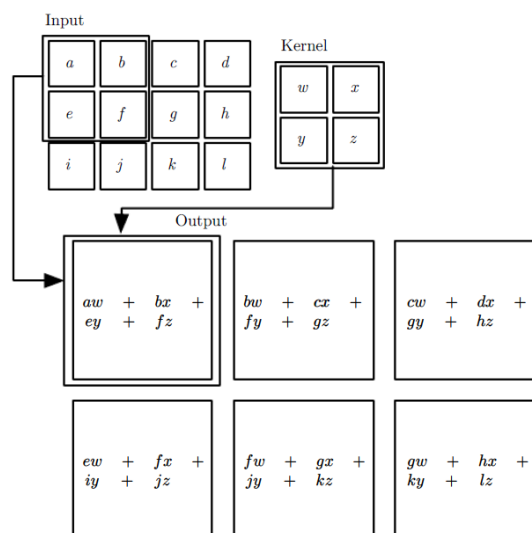 Input
Kernel
a b c d
w x
e f g h
y z
i j k l
Output
aw + bx +
ey + fz
bw + cx +
fy + gz
cw + dx +
gy + hz
ew + fx +
iy + jz
fw + gx +
jy + kz
gw + hx +
ky + lz